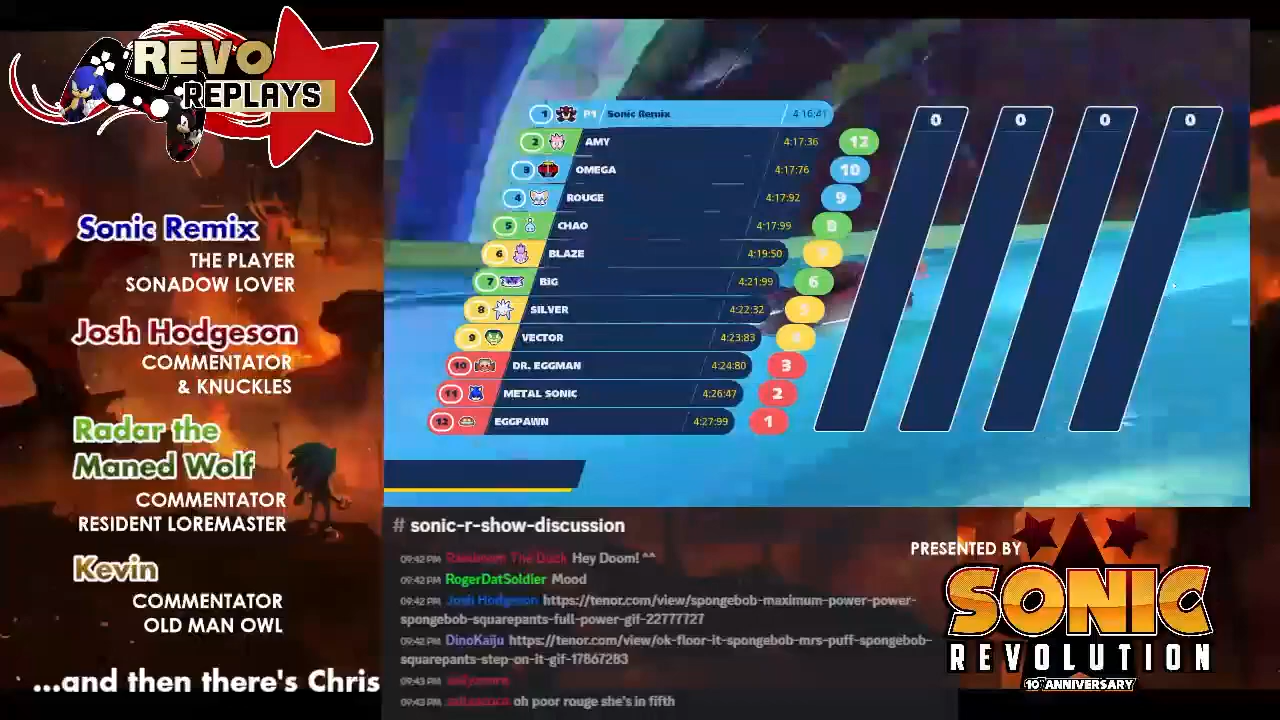 REVO
REPLAYS
Sonic Remix
THE PLAYER
SONADOW LOVER
Josh Hodgeson
COMMENTATOR
& KNUCKLES
Radar the
Maned Wolf
COMMENTATOR
RESIDENT LOREMASTER
Kevin
COMMENTATOR
OLD MAN OWL
...and then there's Chris
1 P1 / Sonic Remix 4:16:41
2 AMY 4:17:36 12
3 OMEGA 4:17:76 10
4 ROUGE 4:17:92 9
5 CHAO 4:17:99 8
6 BLAZE 4:19:50 7
7 BIG 4:21:99 6
8 SILVER 4:22:32 5
9 VECTOR 4:23:83 4
10 DR. EGGMAN 4:24:80 3
11 METAL SONIC 4:26:47 2
12 EGGPAWN 4:27:99 1
0 0 0 0
# sonic-r-show-discussion
09:42 PM The Duck Hey Doom! ^^
09:42 PM RogerDatSoldier Mood
09:42 PM Josh Hodgeson https://tenor.com/view/spongebob-maximum-power-power-
spongebob-squarepants-full-power-gif-22777727
09:42 PM DinoKaiju https://tenor.com/view/ok-floor-it-spongebob-mrs-puff-spongebob-
squarepants-step-on-it-gif-17867283
09:43 PM
09:43 PM oh poor rouge she's in fifth
PRESENTED BY
SONIC
REVOLUTION
10TH ANNIVERSARY